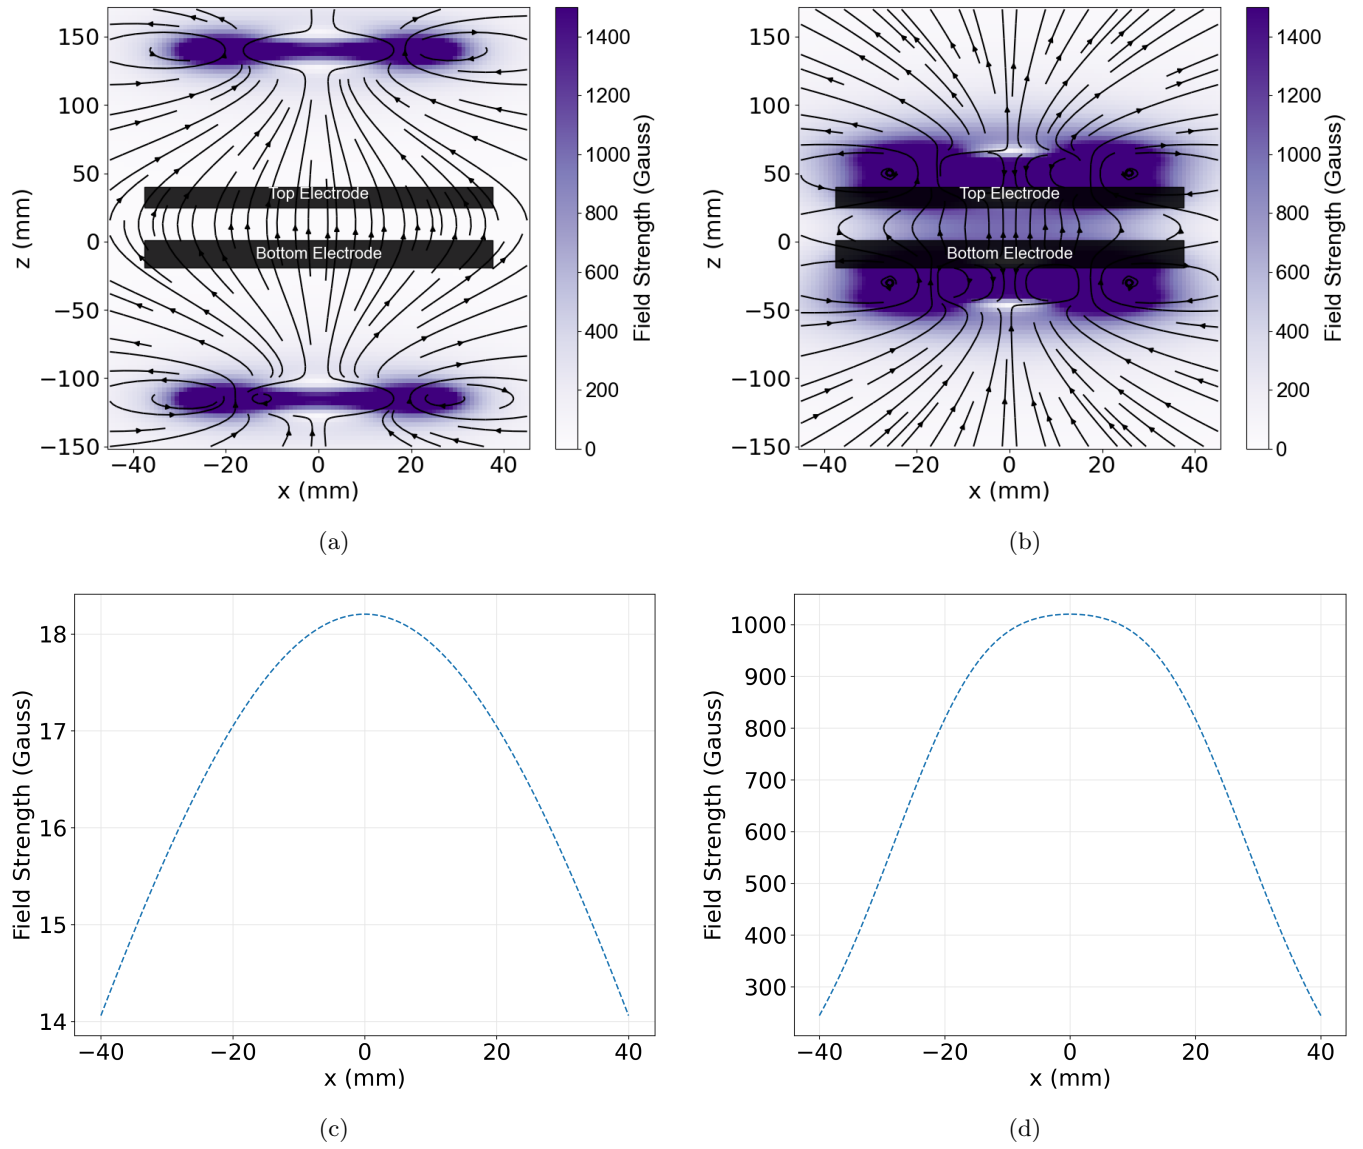 150
100
50
0
−50
−100
−150
z (mm)
Top Electrode
Bottom Electrode
−40 −20 0 20 40
x (mm)
1400
1200
1000
800
600
400
200
0
Field Strength (Gauss)
(a)
150
100
50
0
−50
−100
−150
z (mm)
Top Electrode
Bottom Electrode
−40 −20 0 20 40
x (mm)
1400
1200
1000
800
600
400
200
0
Field Strength (Gauss)
(b)
18
17
16
15
14
Field Strength (Gauss)
−40 −20 0 20 40
x (mm)
(c)
1000
900
800
700
600
500
400
300
Field Strength (Gauss)
−40 −20 0 20 40
x (mm)
(d)